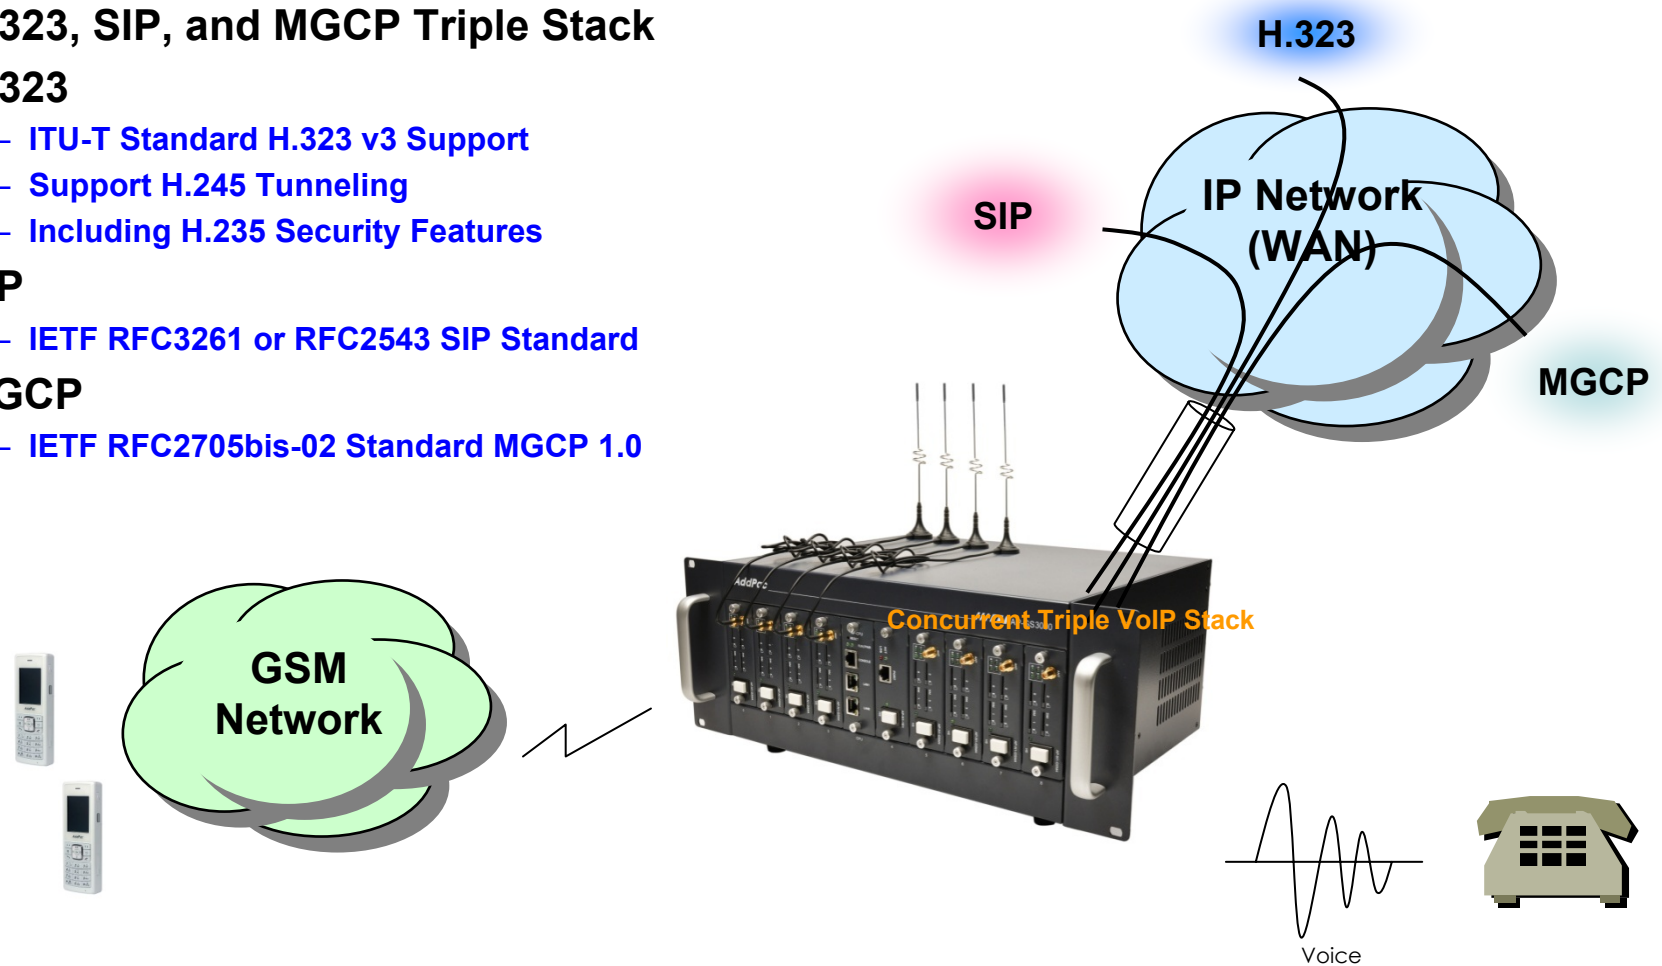 323, SIP, and MGCP Triple Stack
323
– ITU-T Standard H.323 v3 Support
– Support H.245 Tunneling
– Including H.235 Security Features
P
– IETF RFC3261 or RFC2543 SIP Standard
GCP
– IETF RFC2705bis-02 Standard MGCP 1.0
H.323
SIP
IP Network
(WAN)
MGCP
AddPac
Concurrent Triple VoIP Stack
GSM
Network
Voice